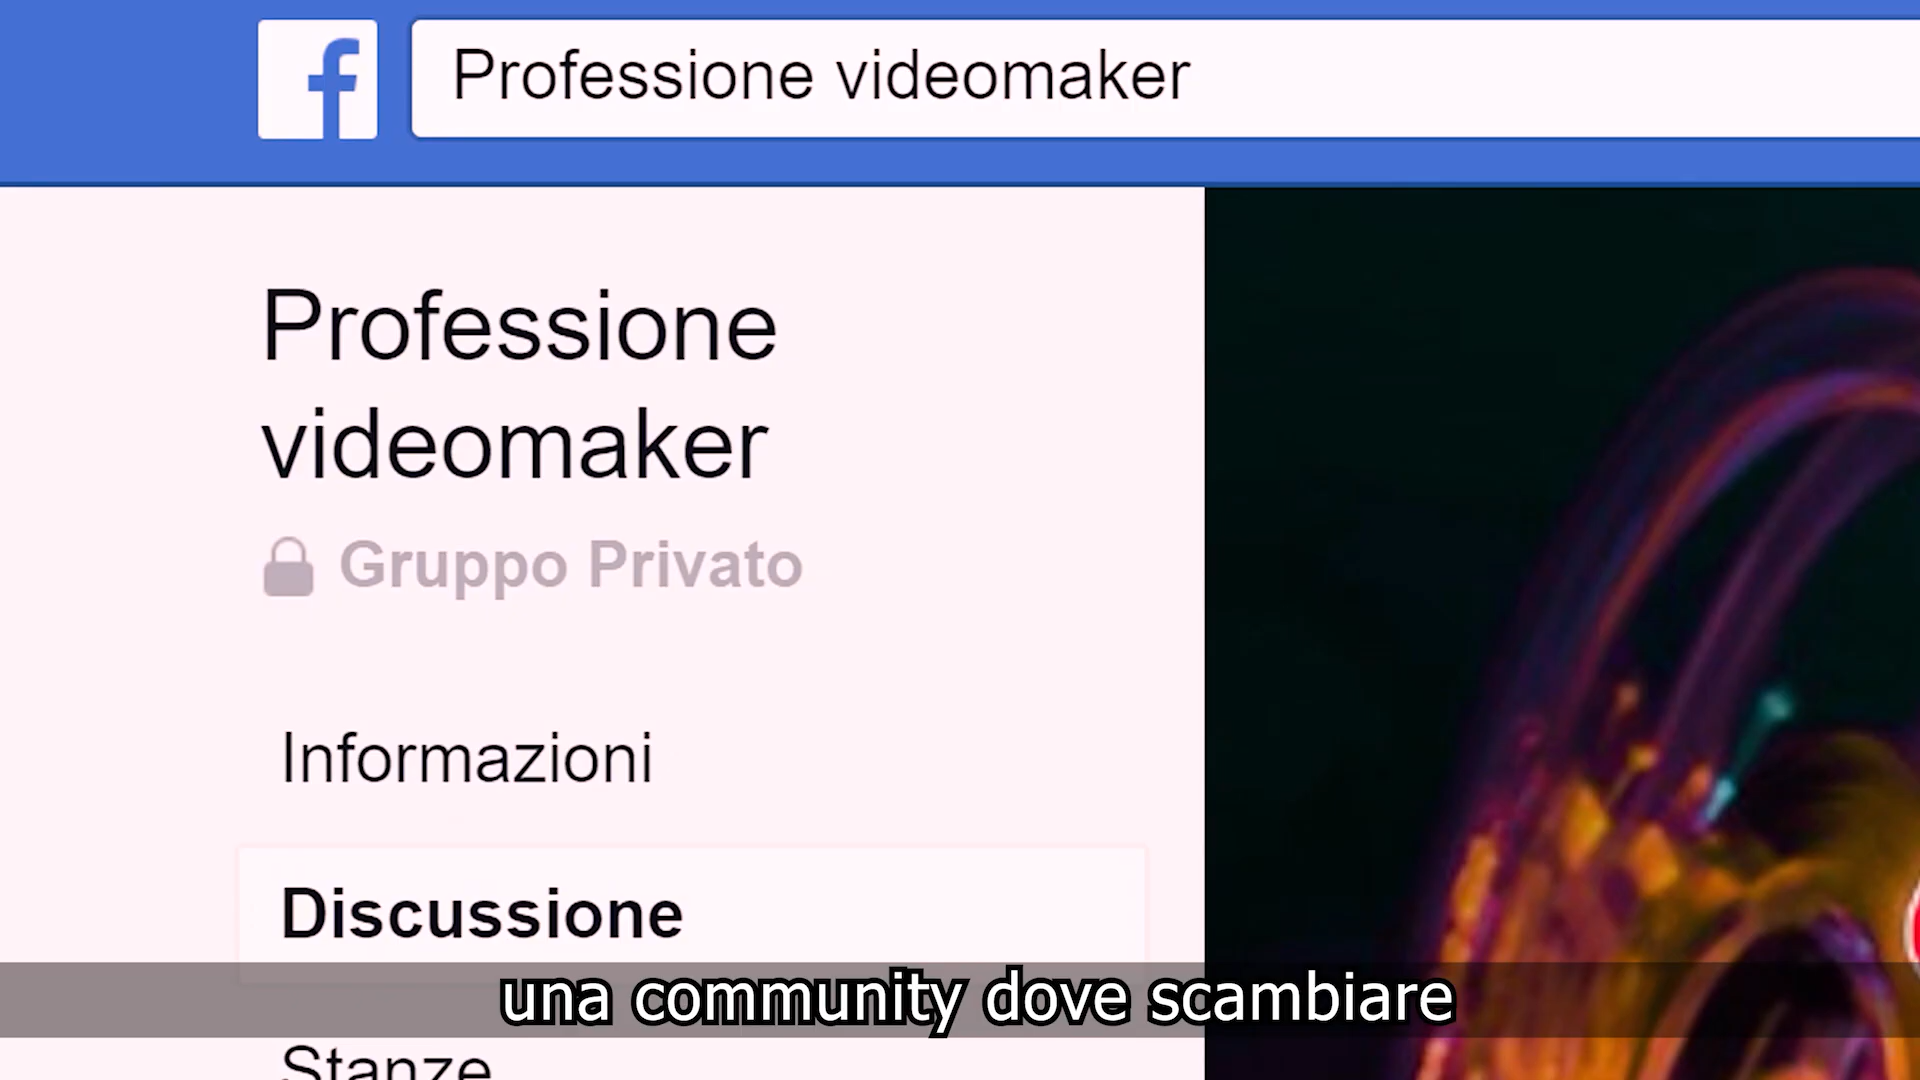 f Professione videomaker
Professione
videomaker
Gruppo Privato
Informazioni
Discussione
una community dove scambiare
Stanze